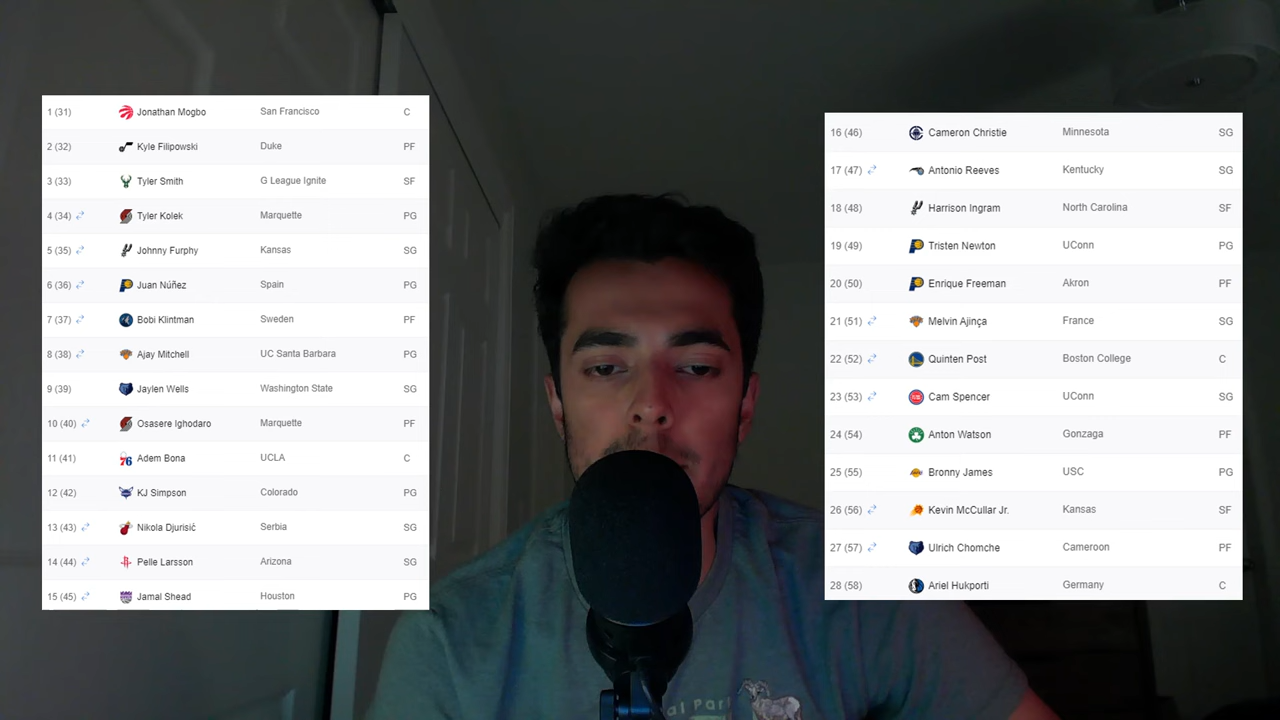 1 (31) Jonathan Mogbo San Francisco C
2 (32) Kyle Filipowski Duke PF
3 (33) Tyler Smith G League Ignite SF
4 (34) Tyler Kolek Marquette PG
5 (35) Johnny Furphy Kansas SG
6 (36) Juan Núñez Spain PG
7 (37) Bobi Klintman Sweden PF
8 (38) Ajay Mitchell UC Santa Barbara PG
9 (39) Jaylen Wells Washington State SG
10 (40) Osasere Ighodaro Marquette PF
11 (41) Adem Bona UCLA C
12 (42) KJ Simpson Colorado PG
13 (43) Nikola Djurisić Serbia SG
14 (44) Pelle Larsson Arizona SG
15 (45) Jamal Shead Houston PG
16 (46) Cameron Christie Minnesota SG
17 (47) Antonio Reeves Kentucky SG
18 (48) Harrison Ingram North Carolina SF
19 (49) Tristen Newton UConn PG
20 (50) Enrique Freeman Akron PF
21 (51) Melvin Ajinça France SG
22 (52) Quinten Post Boston College C
23 (53) Cam Spencer UConn SG
24 (54) Anton Watson Gonzaga PF
25 (55) Bronny James USC PG
26 (56) Kevin McCullar Jr. Kansas SF
27 (57) Ulrich Chomche Cameroon PF
28 (58) Ariel Hukporti Germany C